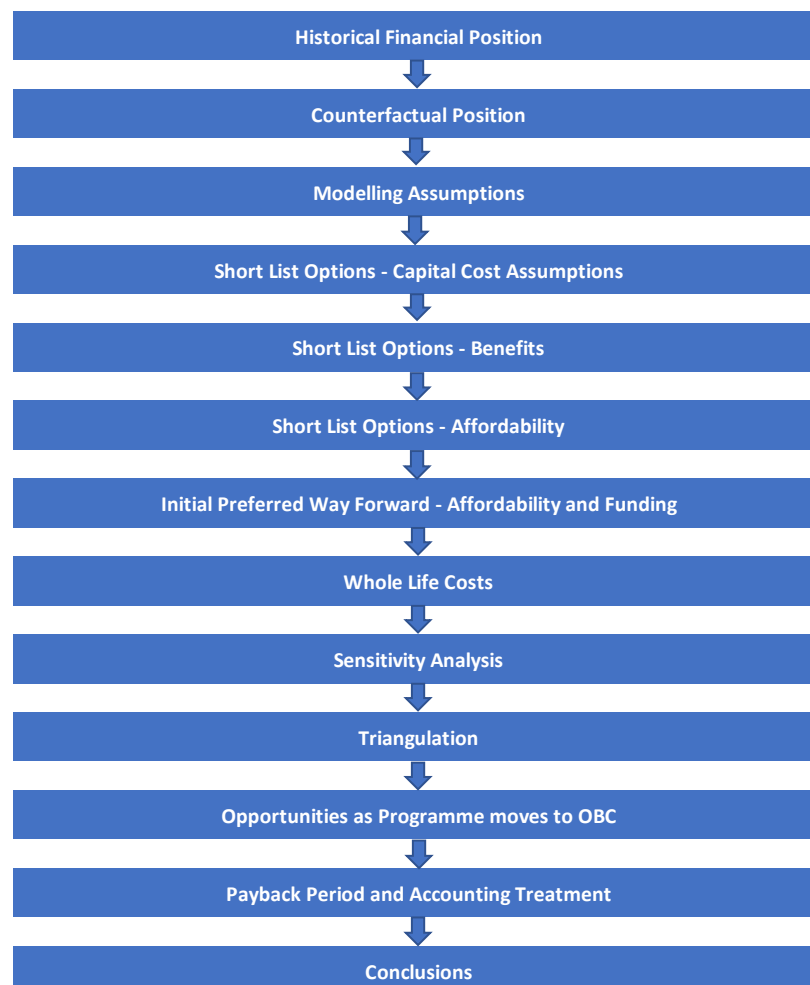 Historical Financial Position
Counterfactual Position
Modelling Assumptions
Short List Options - Capital Cost Assumptions
Short List Options - Benefits
Short List Options - Affordability
Initial Preferred Way Forward - Affordability and Funding
Whole Life Costs
Sensitivity Analysis
Triangulation
Opportunities as Programme moves to OBC
Payback Period and Accounting Treatment
Conclusions